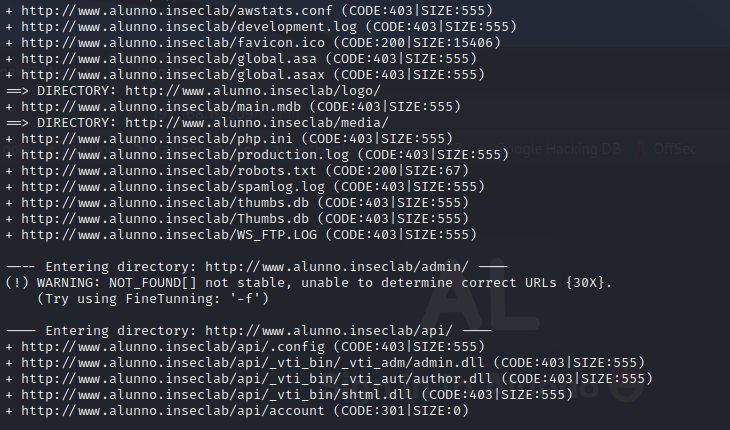 + http://www.alunno.inseclab/awstats.conf (CODE:403|SIZE:555)
+ http://www.alunno.inseclab/development.log (CODE:403|SIZE:555)
+ http://www.alunno.inseclab/favicon.ico (CODE:200|SIZE:15406)
+ http://www.alunno.inseclab/global.asa (CODE:403|SIZE:555)
+ http://www.alunno.inseclab/global.asax (CODE:403|SIZE:555)
==> DIRECTORY: http://www.alunno.inseclab/logo/
+ http://www.alunno.inseclab/main.mdb (CODE:403|SIZE:555)
==> DIRECTORY: http://www.alunno.inseclab/media/
+ http://www.alunno.inseclab/php.ini (CODE:403|SIZE:555)
+ http://www.alunno.inseclab/production.log (CODE:403|SIZE:555)
Google Hacking DB OffSec
+ http://www.alunno.inseclab/robots.txt (CODE:200|SIZE:67)
+ http://www.alunno.inseclab/spamlog.log (CODE:403|SIZE:555)
+ http://www.alunno.inseclab/thumbs.db (CODE:403|SIZE:555)
+ http://www.alunno.inseclab/Thumbs.db (CODE:403|SIZE:555)
+ http://www.alunno.inseclab/WS_FTP.LOG (CODE:403|SIZE:555)
---- Entering directory: http://www.alunno.inseclab/admin/ ----
(!) WARNING: NOT_FOUND[] not stable, unable to determine correct URLs {30X}.
(Try using FineTunning: '-f')
AL
---- Entering directory: http://www.alunno.inseclab/api/ ----
+ http://www.alunno.inseclab/api/.config (CODE:403|SIZE:555)
+ http://www.alunno.inseclab/api/_vti_bin/_vti_adm/admin.dll (CODE:403|SIZE:555)
+ http://www.alunno.inseclab/api/_vti_bin/_vti_aut/author.dll (CODE:403|SIZE:555)
+ http://www.alunno.inseclab/api/_vti_bin/shtml.dll (CODE:403|SIZE:555)
+ http://www.alunno.inseclab/api/account (CODE:301|SIZE:0)